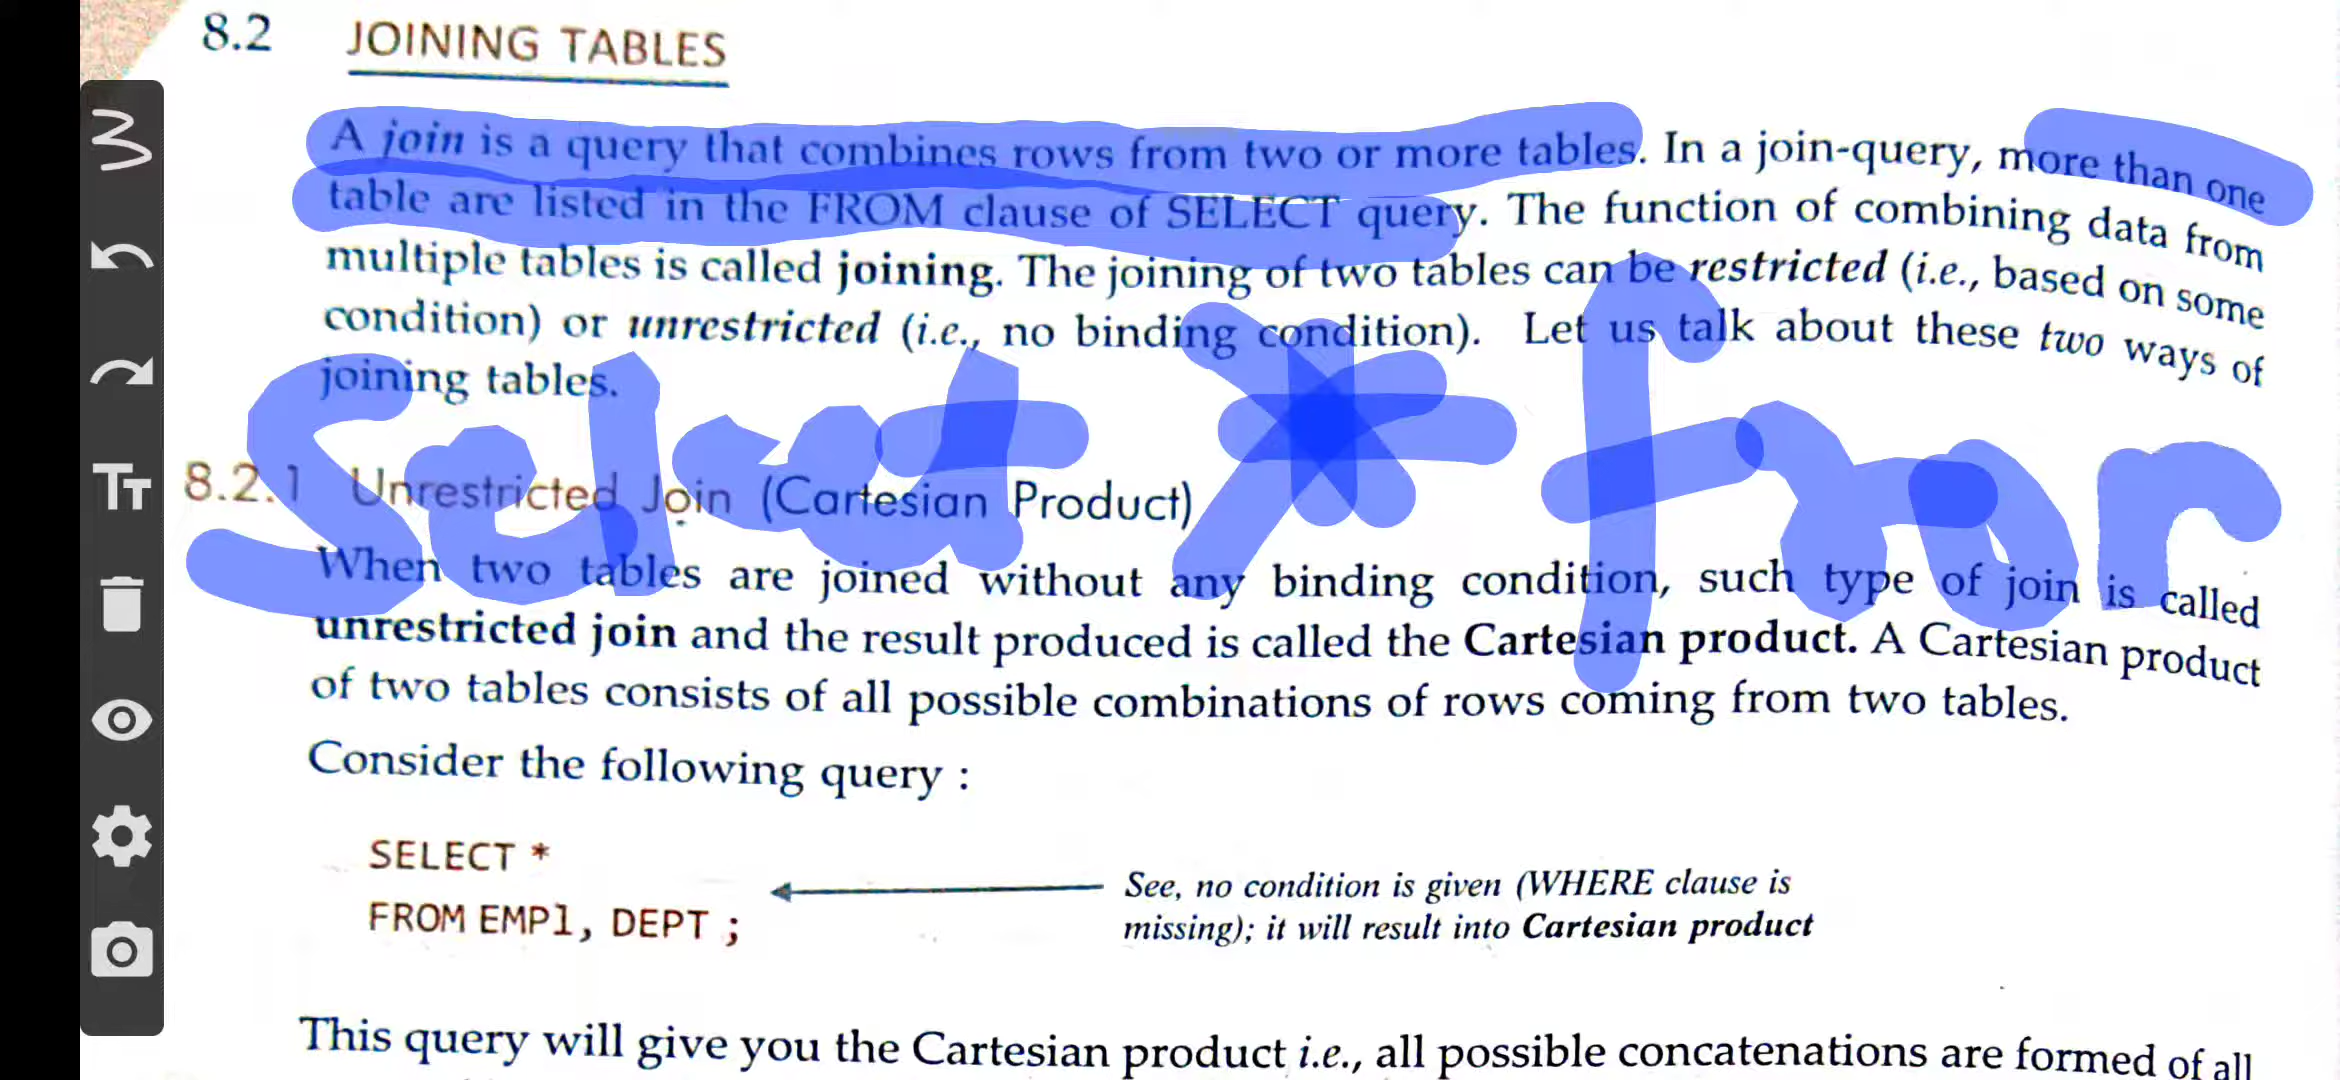 8.2 JOINING TABLES
A join is a query that combines rows from two or more tables. In a join-query, more than one
table are listed in the FROM clause of SELECT query. The function of combining data from
multiple tables is called joining. The joining of two tables can be restricted (i.e., based on some
condition) or unrestricted (i.e., no binding condition). Let us talk about these two ways of
joining tables.
Select * fror
8.2.1 Unrestricted Join (Cartesian Product)
When two tables are joined without any binding condition, such type of join is called
unrestricted join and the result produced is called the Cartesian product. A Cartesian product
of two tables consists of all possible combinations of rows coming from two tables.
Consider the following query :
SELECT *
FROM EMP1, DEPT ;
See, no condition is given (WHERE clause is
missing); it will result into Cartesian product
This query will give you the Cartesian product i.e., all possible concatenations are formed of all